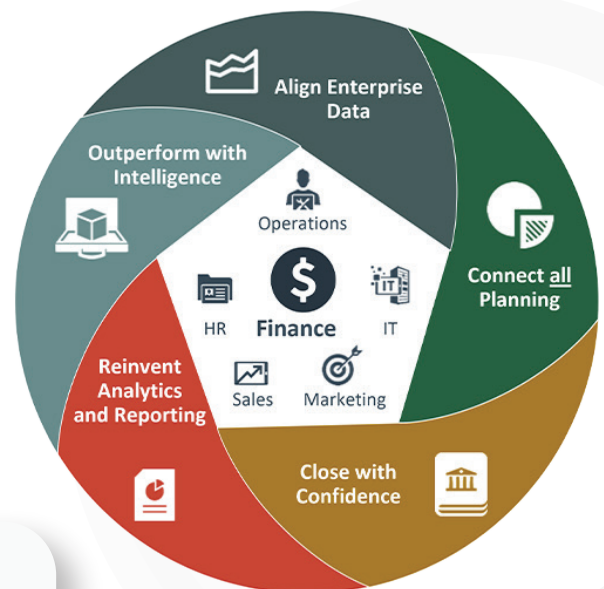 Align Enterprise
Data
Outperform with
Intelligence
Operations
$
IT
Connect all
Planning
HR
Finance
IT
Reinvent
Analytics
and Reporting
Sales
Marketing
Close with
Confidence